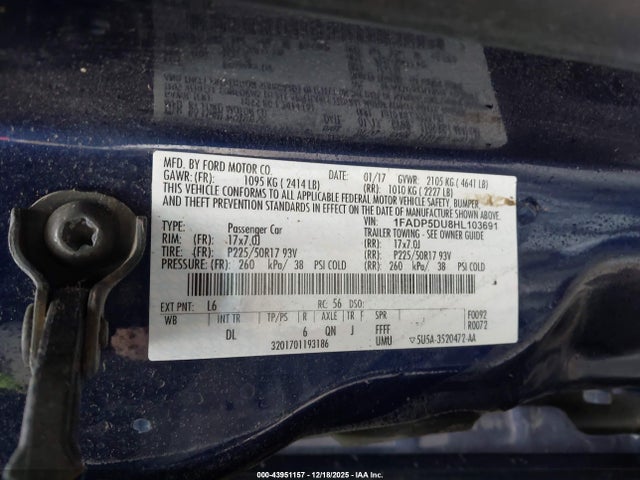 MFD. BY FORD MOTOR CO.
DATE: 01/17 GVWR: 2105 KG ( 4641 LB)
GAWR: (FR): 1095 KG ( 2414 LB) (RR): 1010 KG ( 2227 LB)
THIS VEHICLE CONFORMS TO ALL APPLICABLE FEDERAL MOTOR VEHICLE SAFETY, BUMPER,
AND THEFT PREVENTION STANDARDS IN EFFECT ON THE DATE OF MANUFACTURE SHOWN ABOVE.
VIN: 1FADP5DU8HL103691
TYPE: Passenger Car TRAILER TOWING - SEE OWNER GUIDE
RIM: (FR): 17x7.0J (RR): 17x7.0J
TIRE: (FR): P225/50R17 93V (RR): P225/50R17 93V
PRESSURE: (FR): 260 kPa/ 38 PSI COLD (RR): 260 kPa/ 38 PSI COLD
EXT PNT: L6 RC: 56 DSO:
WB INT TR TP/PS R AXLE TR SPR F0092
DL 6 QN J FFFF R0072
3201701193186 UMU 5U5A-3520472-AA
000-43951157 - 12/18/2025 - IAA Inc.